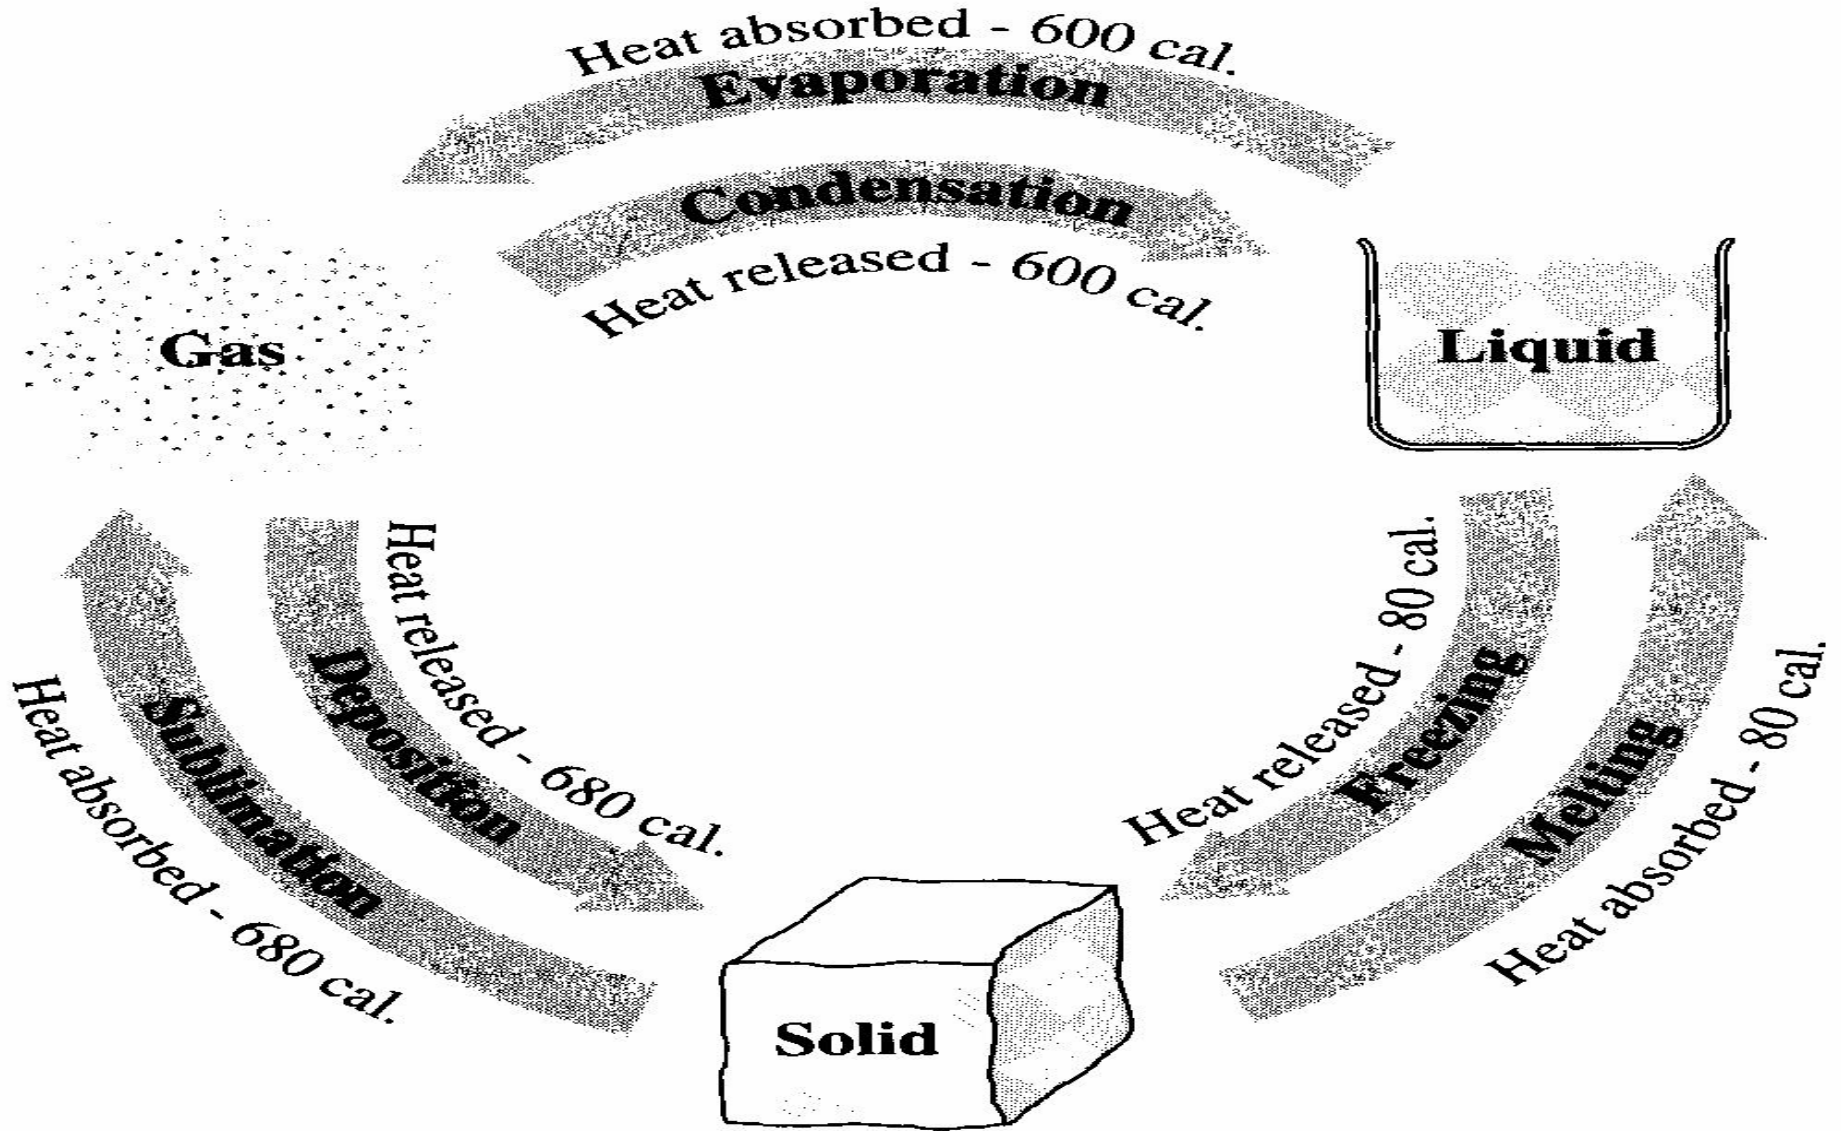 Heat absorbed - 600 cal.
Evaporation
Condensation
Heat released - 600 cal.
Gas
Liquid
Heat released - 680 cal.
Deposition
Sublimation
Heat absorbed - 680 cal.
Heat released - 80 cal.
Freezing
Melting
Heat absorbed - 80 cal.
Solid